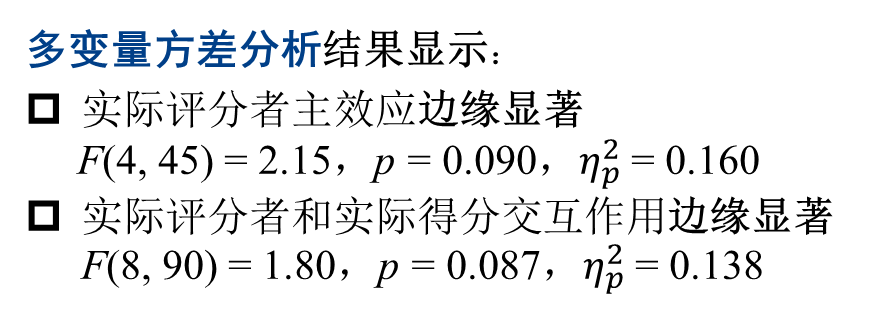 多变量方差分析结果显示：
□ 实际评分者主效应边缘显著
F(4, 45) = 2.15，p = 0.090，η²ₚ = 0.160
□ 实际评分者和实际得分交互作用边缘显著
F(8, 90) = 1.80，p = 0.087，η²ₚ = 0.138